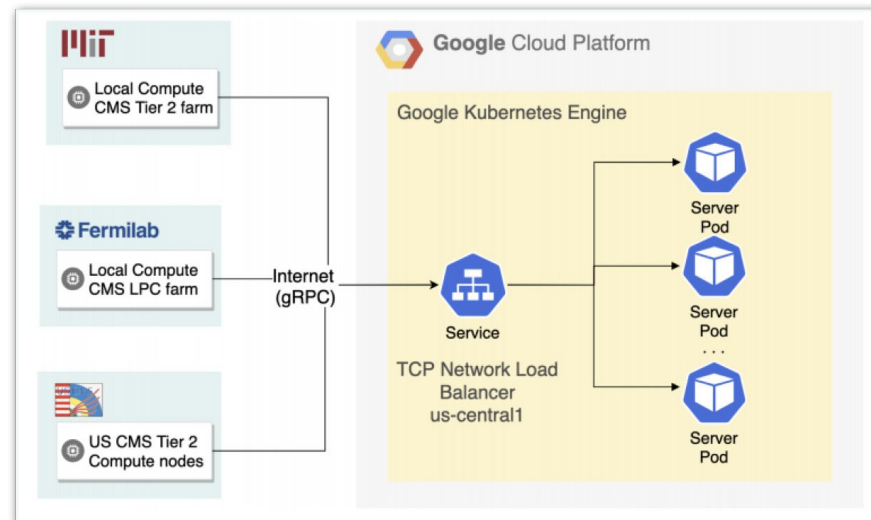 MiT
Local Compute
CMS Tier 2 farm
Fermilab
Local Compute
CMS LPC farm
US CMS Tier 2
Compute nodes
Internet
(gRPC)
Google Cloud Platform
Google Kubernetes Engine
Service
TCP Network Load
Balancer
us-central1
Server
Pod
Server
Pod
...
Server
Pod